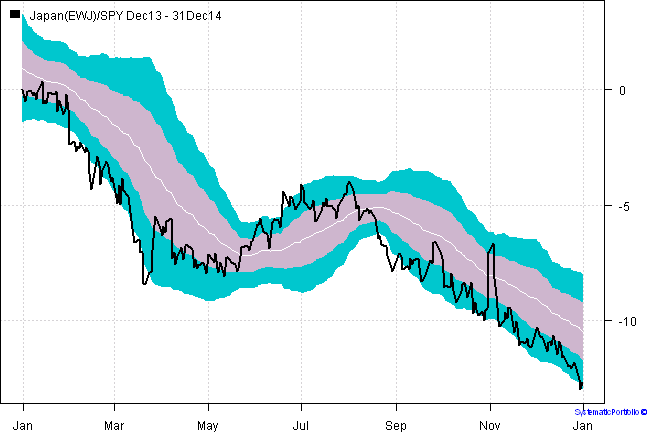 Japan(EWJ)/SPY Dec13 - 31Dec14
0
-5
-10
SystematicPortfolio ©
Jan Mar May Jul Sep Nov Jan